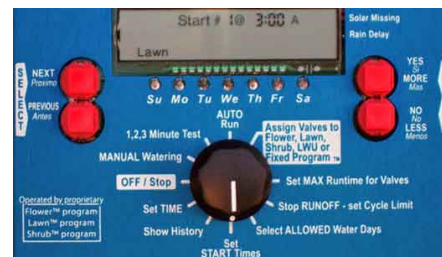 Start # 1@ 3:00 A
Lawn
Solar Missing
Rain Delay
SELECT
NEXT
Proximo
PREVIOUS
Antes
YES
Si
MORE
Mas
NO
No
LESS
Menos
Su Mo Tu We Th Fr Sa
AUTO
Run
1,2,3 Minute Test
MANUAL Watering
OFF / Stop
Set TIME
Show History
Set
START Times
Assign Valves to
Flower, Lawn,
Shrub, LWU or
Fixed Program ™
Set MAX Runtime for Valves
Stop RUNOFF - set Cycle Limit
Select ALLOWED Water Days
Operated by proprietary
Flower™ program
Lawn™ program
Shrub™ program